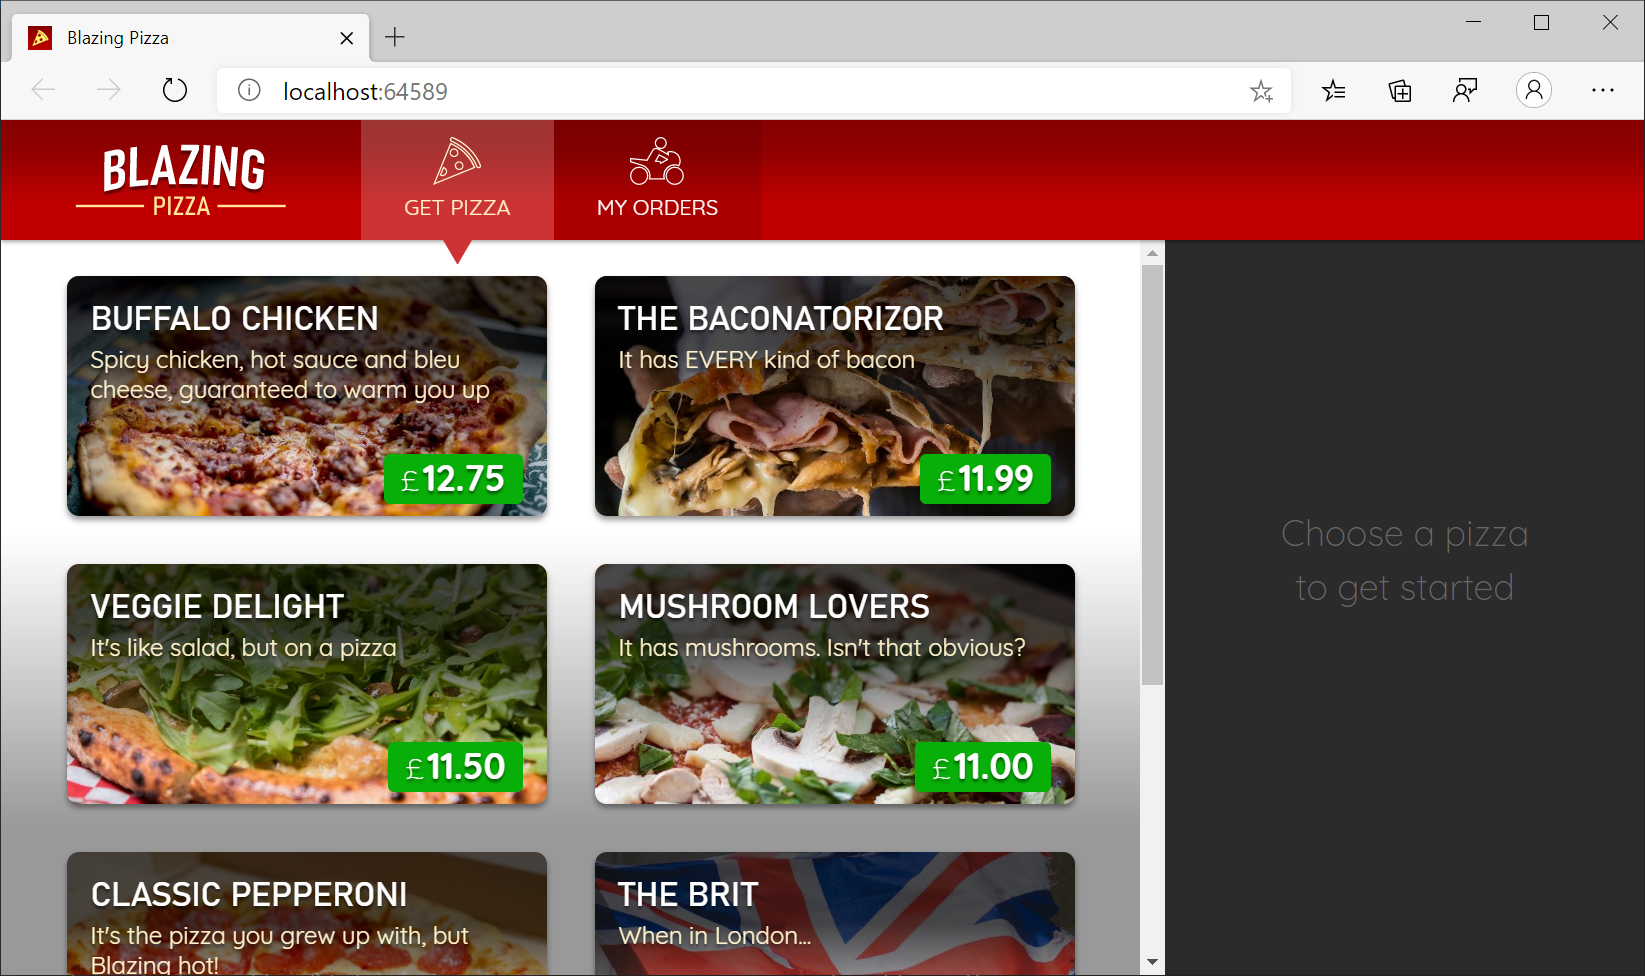 Blazing Pizza
localhost:64589
BLAZING
PIZZA
GET PIZZA
MY ORDERS
BUFFALO CHICKEN
Spicy chicken, hot sauce and bleu
cheese, guaranteed to warm you up
£12.75
THE BACONATORIZOR
It has EVERY kind of bacon
£11.99
Choose a pizza
to get started
VEGGIE DELIGHT
It's like salad, but on a pizza
£11.50
MUSHROOM LOVERS
It has mushrooms. Isn't that obvious?
£11.00
CLASSIC PEPPERONI
It's the pizza you grew up with, but
Blazing hot!
THE BRIT
When in London...